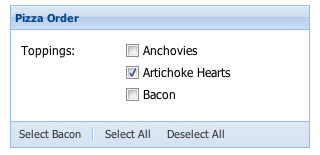 Pizza Order
Toppings: Anchovies
Artichoke Hearts
Bacon
Select Bacon Select All Deselect All